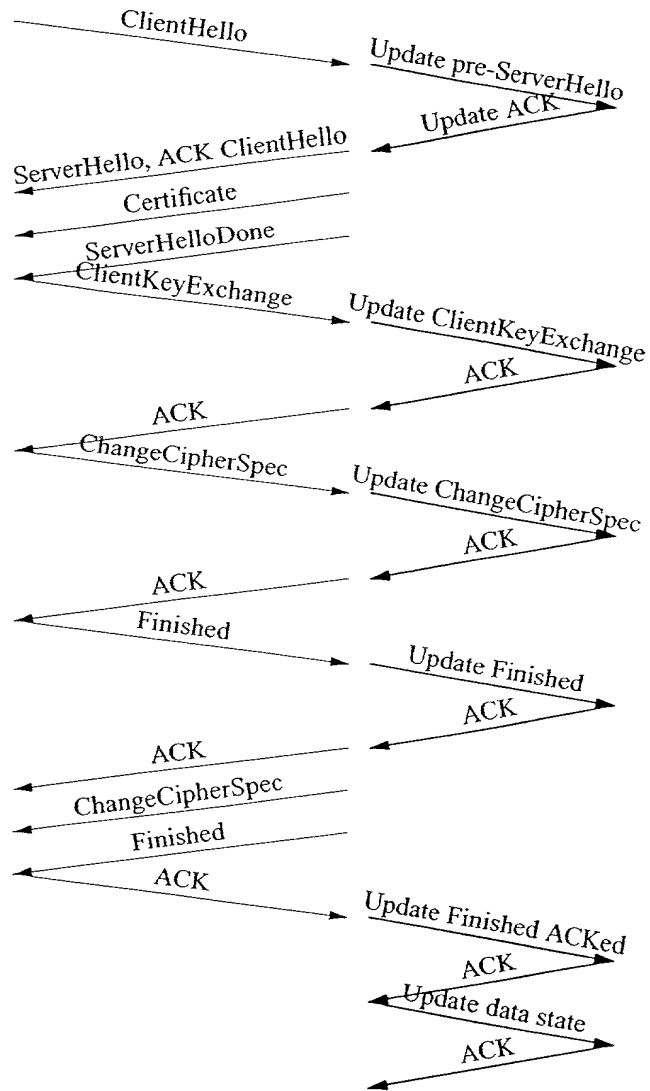 ClientHello
Update pre-ServerHello
Update ACK
ServerHello, ACK ClientHello
Certificate
ServerHelloDone
ClientKeyExchange
Update ClientKeyExchange
ACK
ACK
ChangeCipherSpec
Update ChangeCipherSpec
ACK
ACK
Finished
Update Finished
ACK
ACK
ChangeCipherSpec
Finished
ACK
Update Finished ACKed
ACK
Update data state
ACK